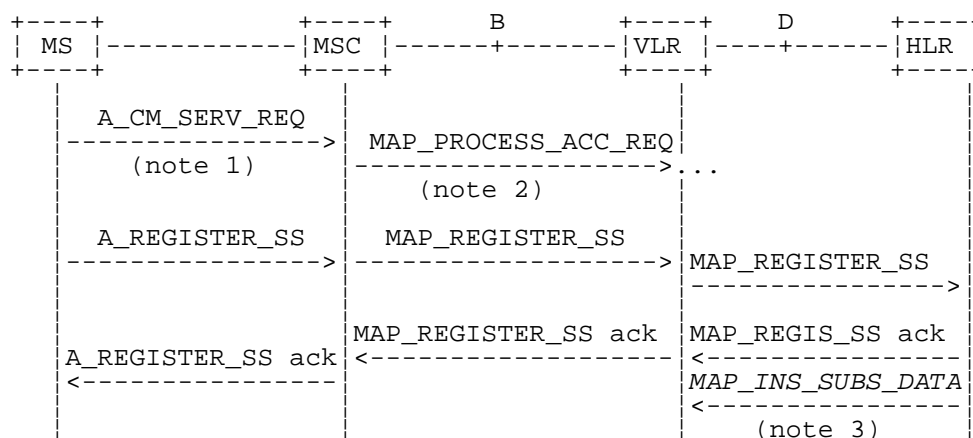 B D
MS MSC VLR HLR
A_CM_SERV_REQ
MAP_PROCESS_ACC_REQ
(note 1) ...
(note 2)
A_REGISTER_SS MAP_REGISTER_SS
MAP_REGISTER_SS
MAP_REGISTER_SS ack MAP_REGIS_SS ack
A_REGISTER_SS ack
MAP_INS_SUBS_DATA
(note 3)